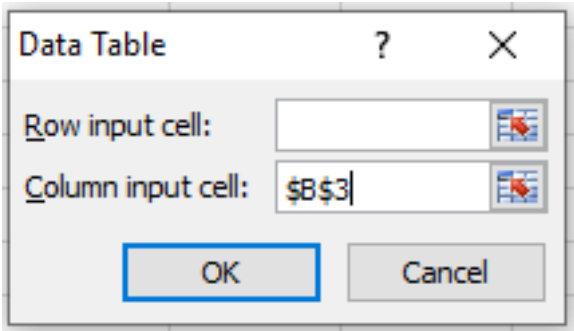 Data Table ? ×
Row input cell:
Column input cell: $B$3
OK Cancel